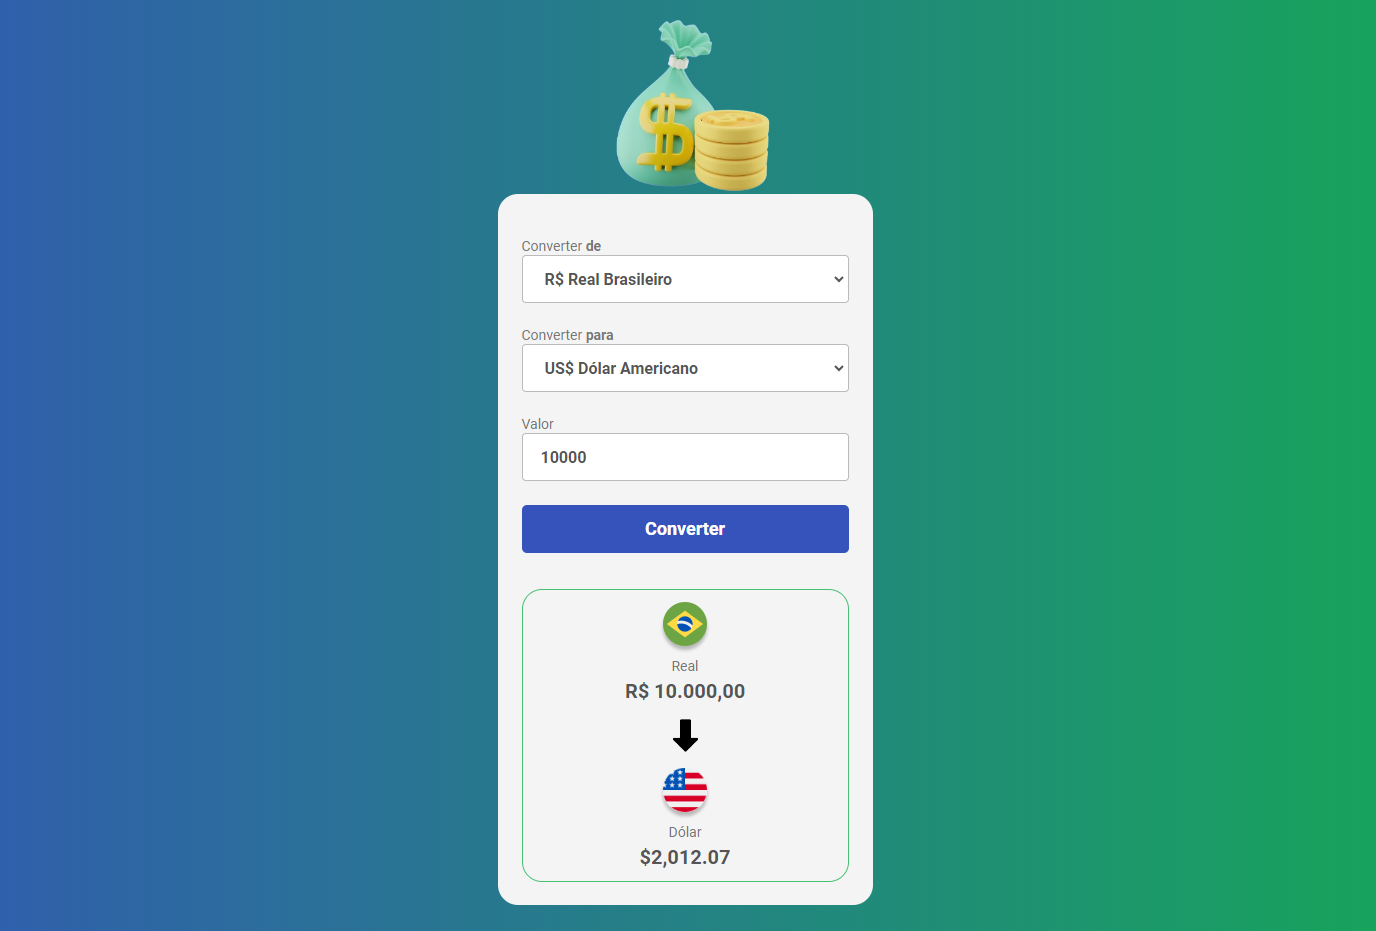 $
Converter de
R$ Real Brasileiro
Converter para
US$ Dólar Americano
Valor
10000
Converter
Real
R$ 10.000,00
Dólar
$2,012.07